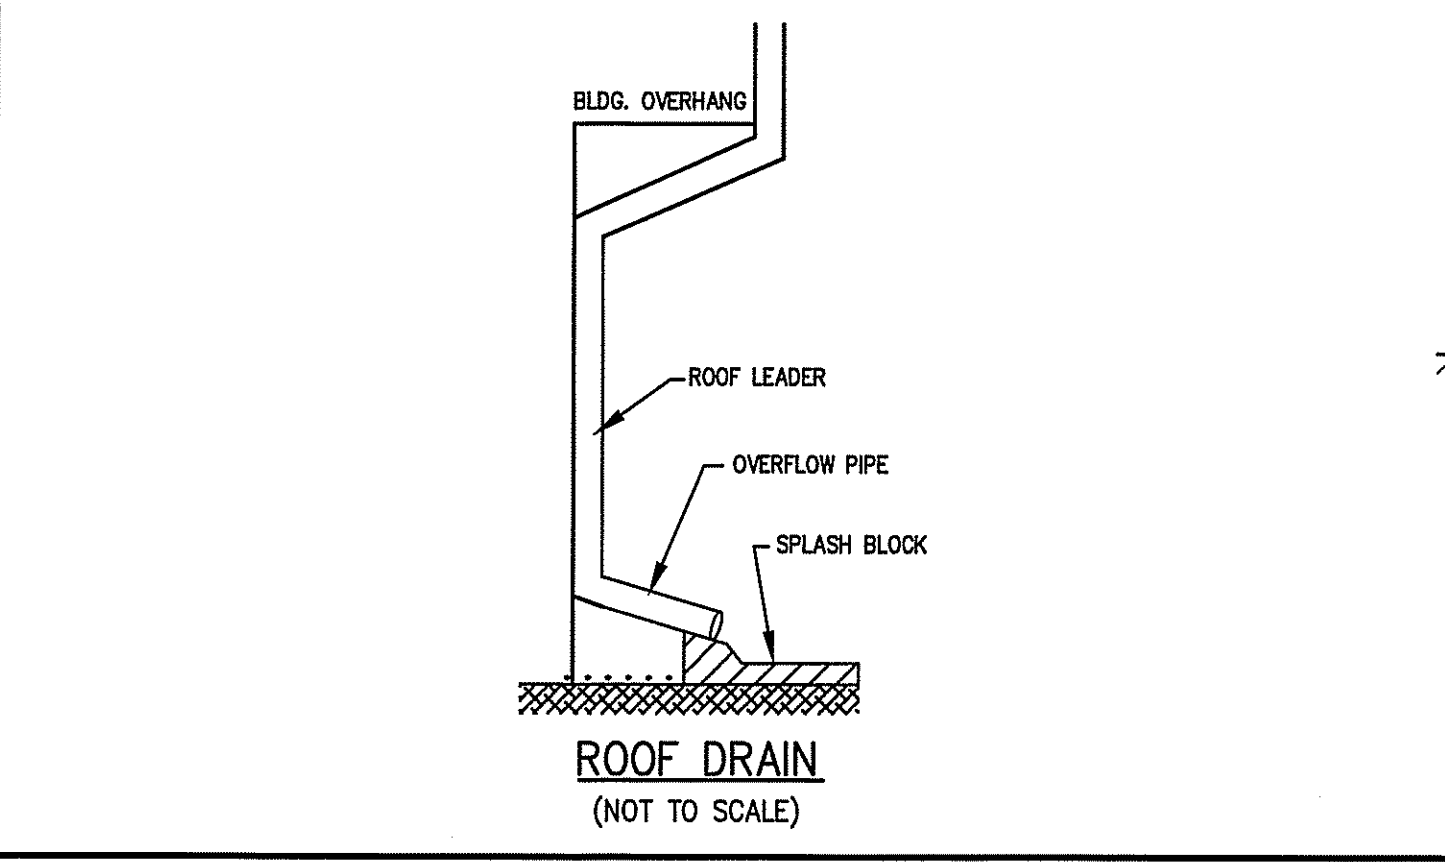 BLDG. OVERHANG
ROOF LEADER
OVERFLOW PIPE
SPLASH BLOCK
ROOF DRAIN
(NOT TO SCALE)